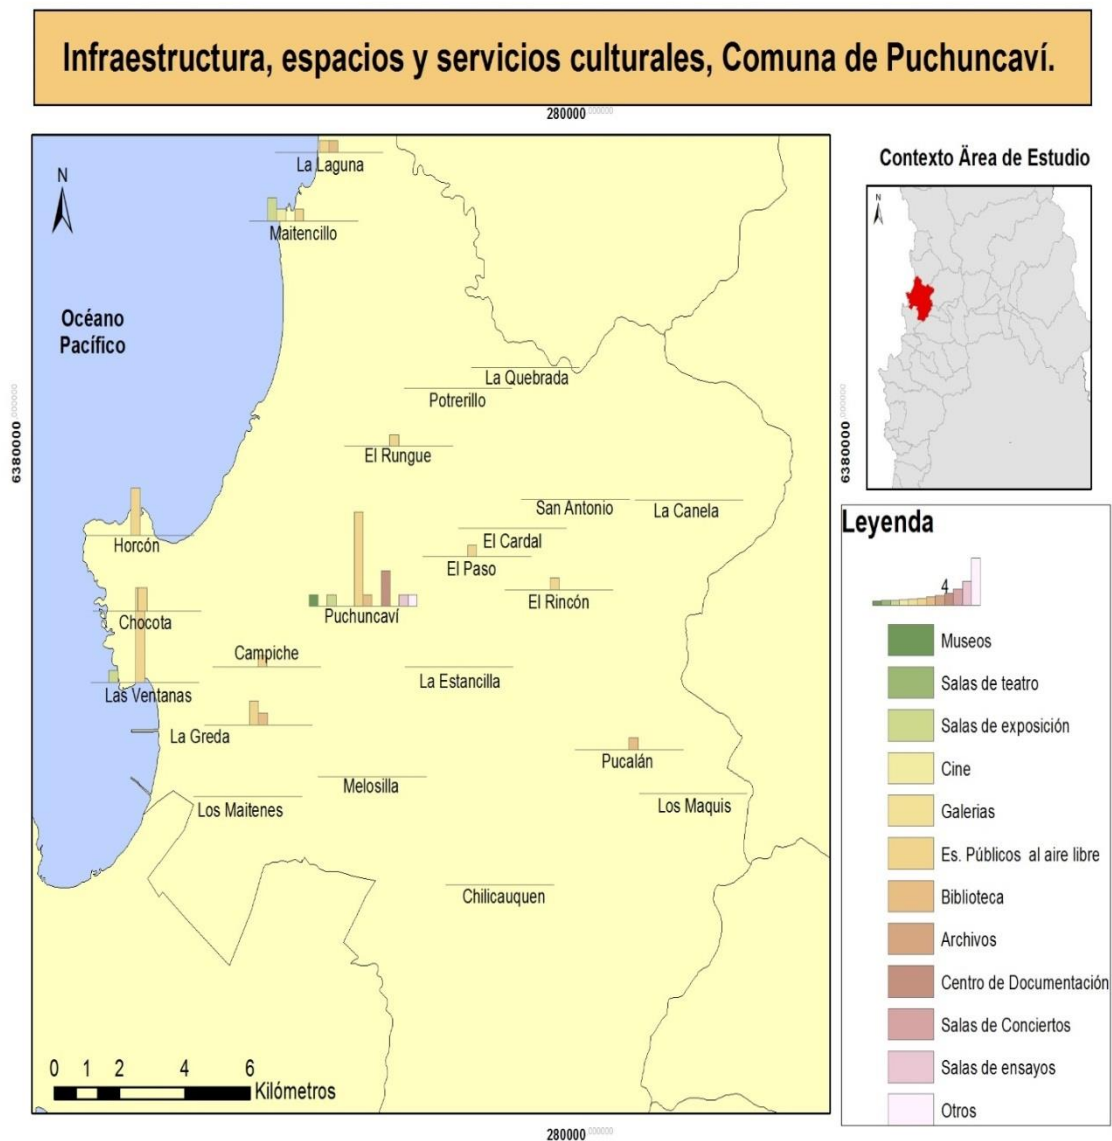 Infraestructura, espacios y servicios culturales, Comuna de Puchuncaví.
280000.000000
N
La Laguna
Maitencillo
Océano
Pacífico
La Quebrada
Potrerillo
6380000.000000
El Rungue
San Antonio
La Canela
Horcón
El Cardal
El Paso
El Rincón
Chocota
Puchuncaví
Campiche
La Estancilla
Las Ventanas
La Greda
Pucalán
Melosilla
Los Maitenes
Los Maquis
Chilicauquen
0 1 2 4 6
Kilómetros
280000.000000
Contexto Ärea de Estudio
N
6380000.000000
Leyenda
4
Museos
Salas de teatro
Salas de exposición
Cine
Galerias
Es. Públicos al aire libre
Biblioteca
Archivos
Centro de Documentación
Salas de Conciertos
Salas de ensayos
Otros